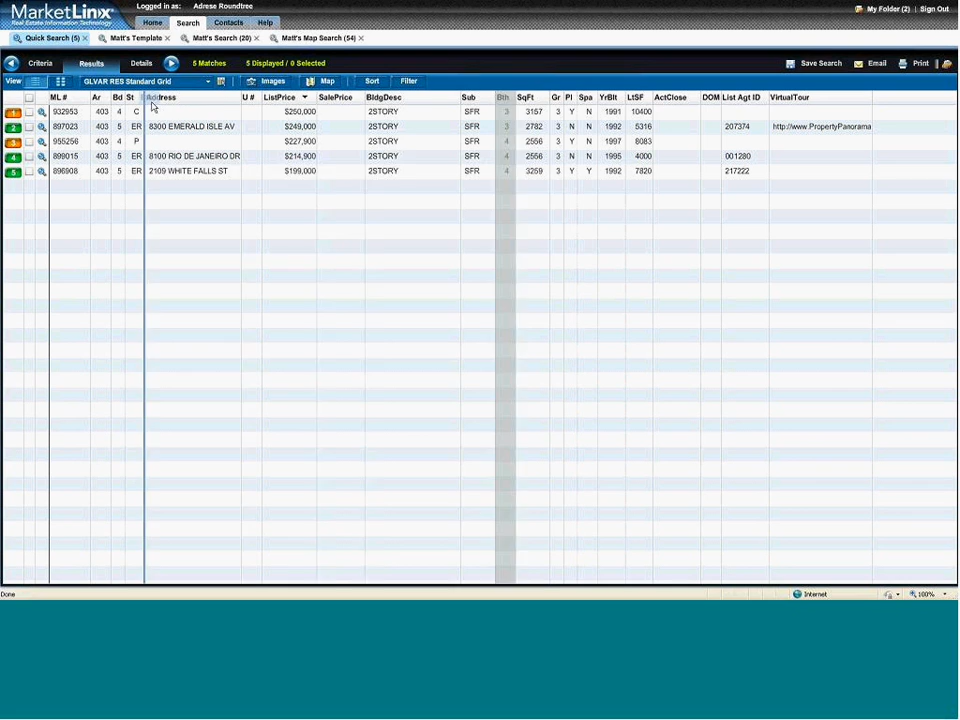 MarketLinx
Real Estate Information Technology
Logged in as: Adrese Roundtree
My Folder (2) | Sign Out
Home Search Contacts Help
Quick Search (5) Matt's Template Matt's Search (20) Matt's Map Search (54)
Criteria Results Details 5 Matches 5 Displayed / 0 Selected Save Search Email Print
View GLVAR RES Standard Grid Images Map Sort Filter
ML # Ar Bd St Address U # ListPrice SalePrice BldgDesc Sub Bth SqFt Gr Pl Spa YrBlt LtSF ActClose DOM List Agt ID VirtualTour
1 932953 403 4 C $250,000 2STORY SFR 3 3157 3 Y N 1991 10400
2 897023 403 5 ER 8300 EMERALD ISLE AV $249,000 2STORY SFR 3 2782 3 N N 1992 5316 207374 http://www.PropertyPanorama
3 955256 403 4 P $227,900 2STORY SFR 4 2556 3 Y N 1997 8083
4 899015 403 5 ER 8100 RIO DE JANEIRO DR $214,900 2STORY SFR 4 2556 3 N N 1995 4000 001280
5 896908 403 5 ER 2109 WHITE FALLS ST $199,000 2STORY SFR 4 3259 3 Y Y 1992 7820 217222
Done Internet 100%